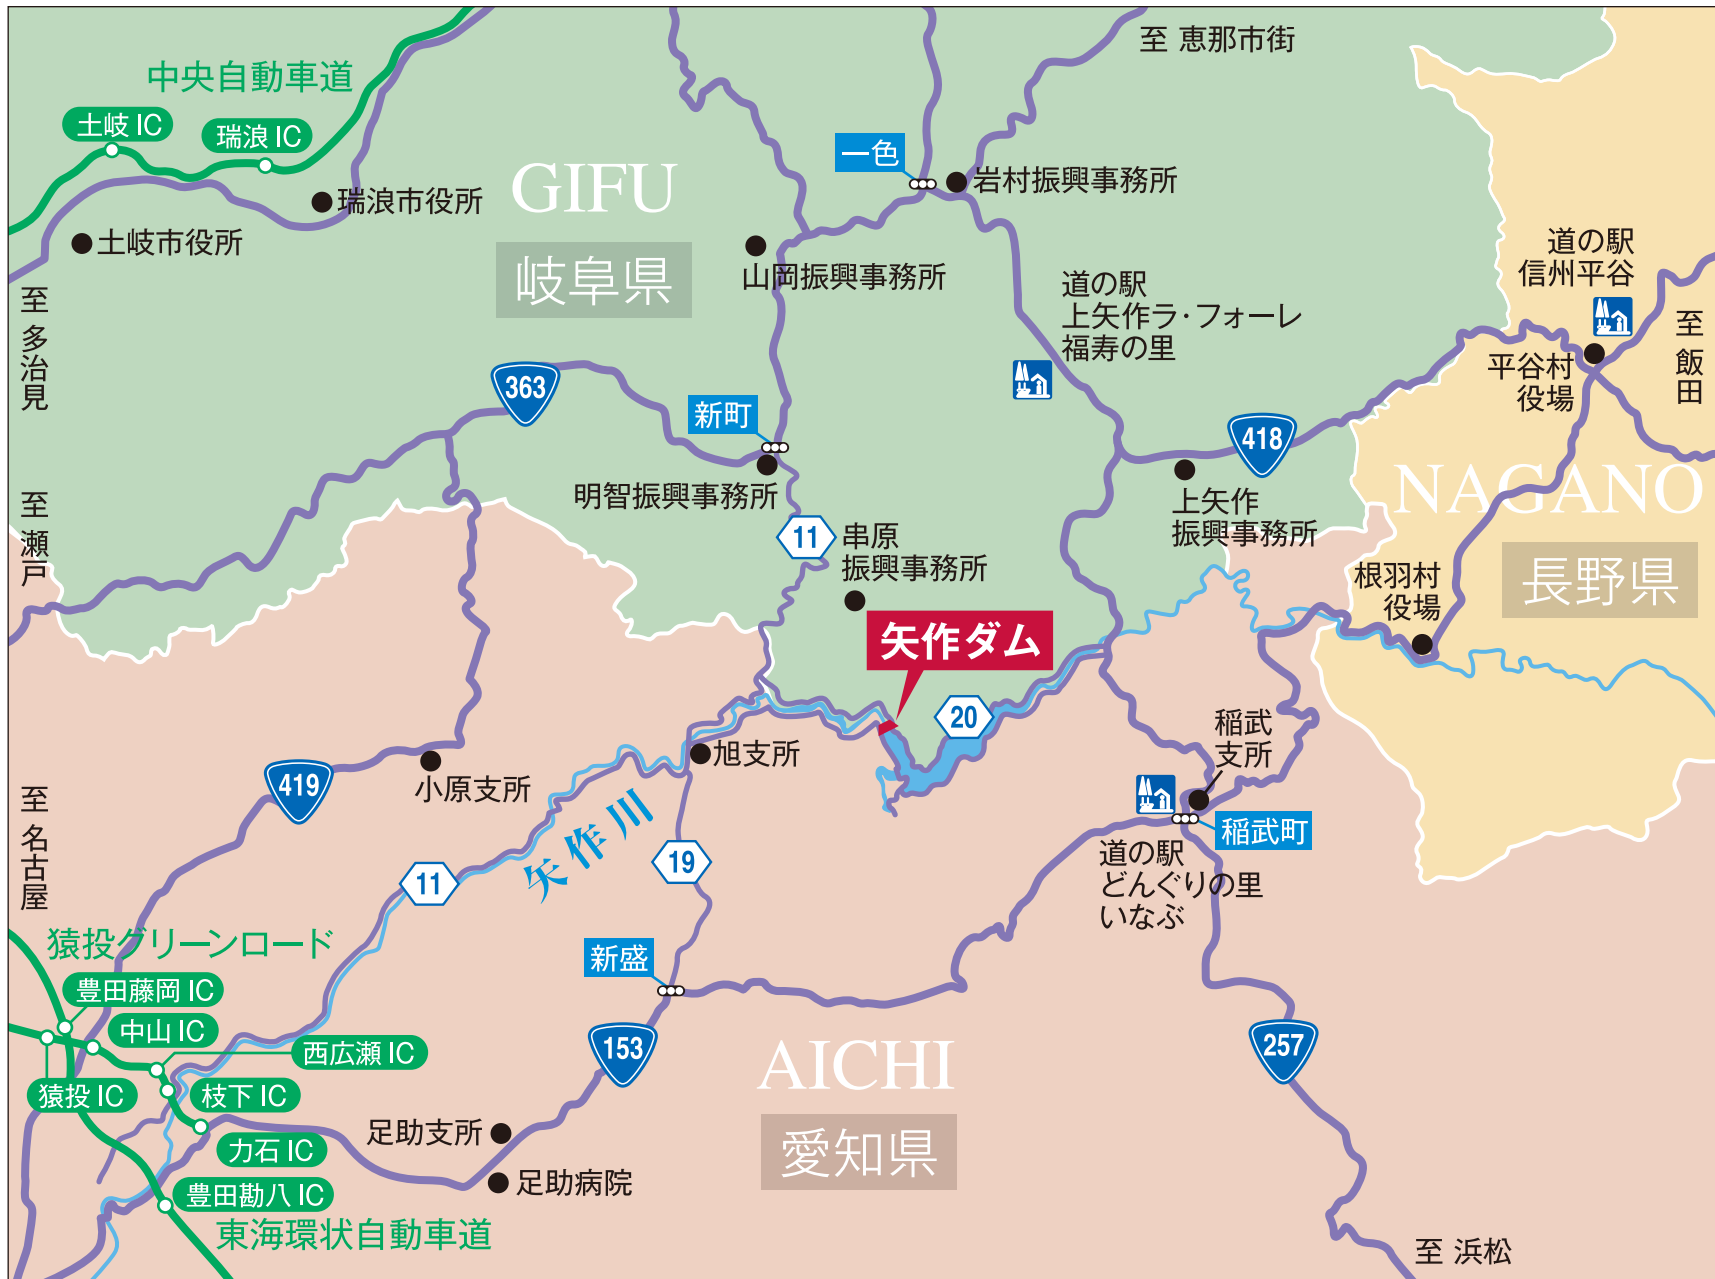 至 恵那市街
中央自動車道
土岐 IC
瑞浪 IC
一色
GIFU
岐阜県
瑞浪市役所
岩村振興事務所
土岐市役所
山岡振興事務所
道の駅
信州平谷
至 多治見
道の駅
上矢作ラ・フォーレ
福寿の里
至 飯田
平谷村
役場
363
新町
418
NAGANO
長野県
明智振興事務所
上矢作
振興事務所
至 瀬戸
11
串原
振興事務所
根羽村
役場
矢作ダム
20
稲武
支所
旭支所
419
小原支所
至 名古屋
矢作川
稲武町
道の駅
どんぐりの里
いなぶ
19
11
猿投グリーンロード
新盛
豊田藤岡 IC
中山 IC
西広瀬 IC
153
AICHI
愛知県
257
猿投 IC
枝下 IC
足助支所
力石 IC
足助病院
豊田勘八 IC
東海環状自動車道
至 浜松